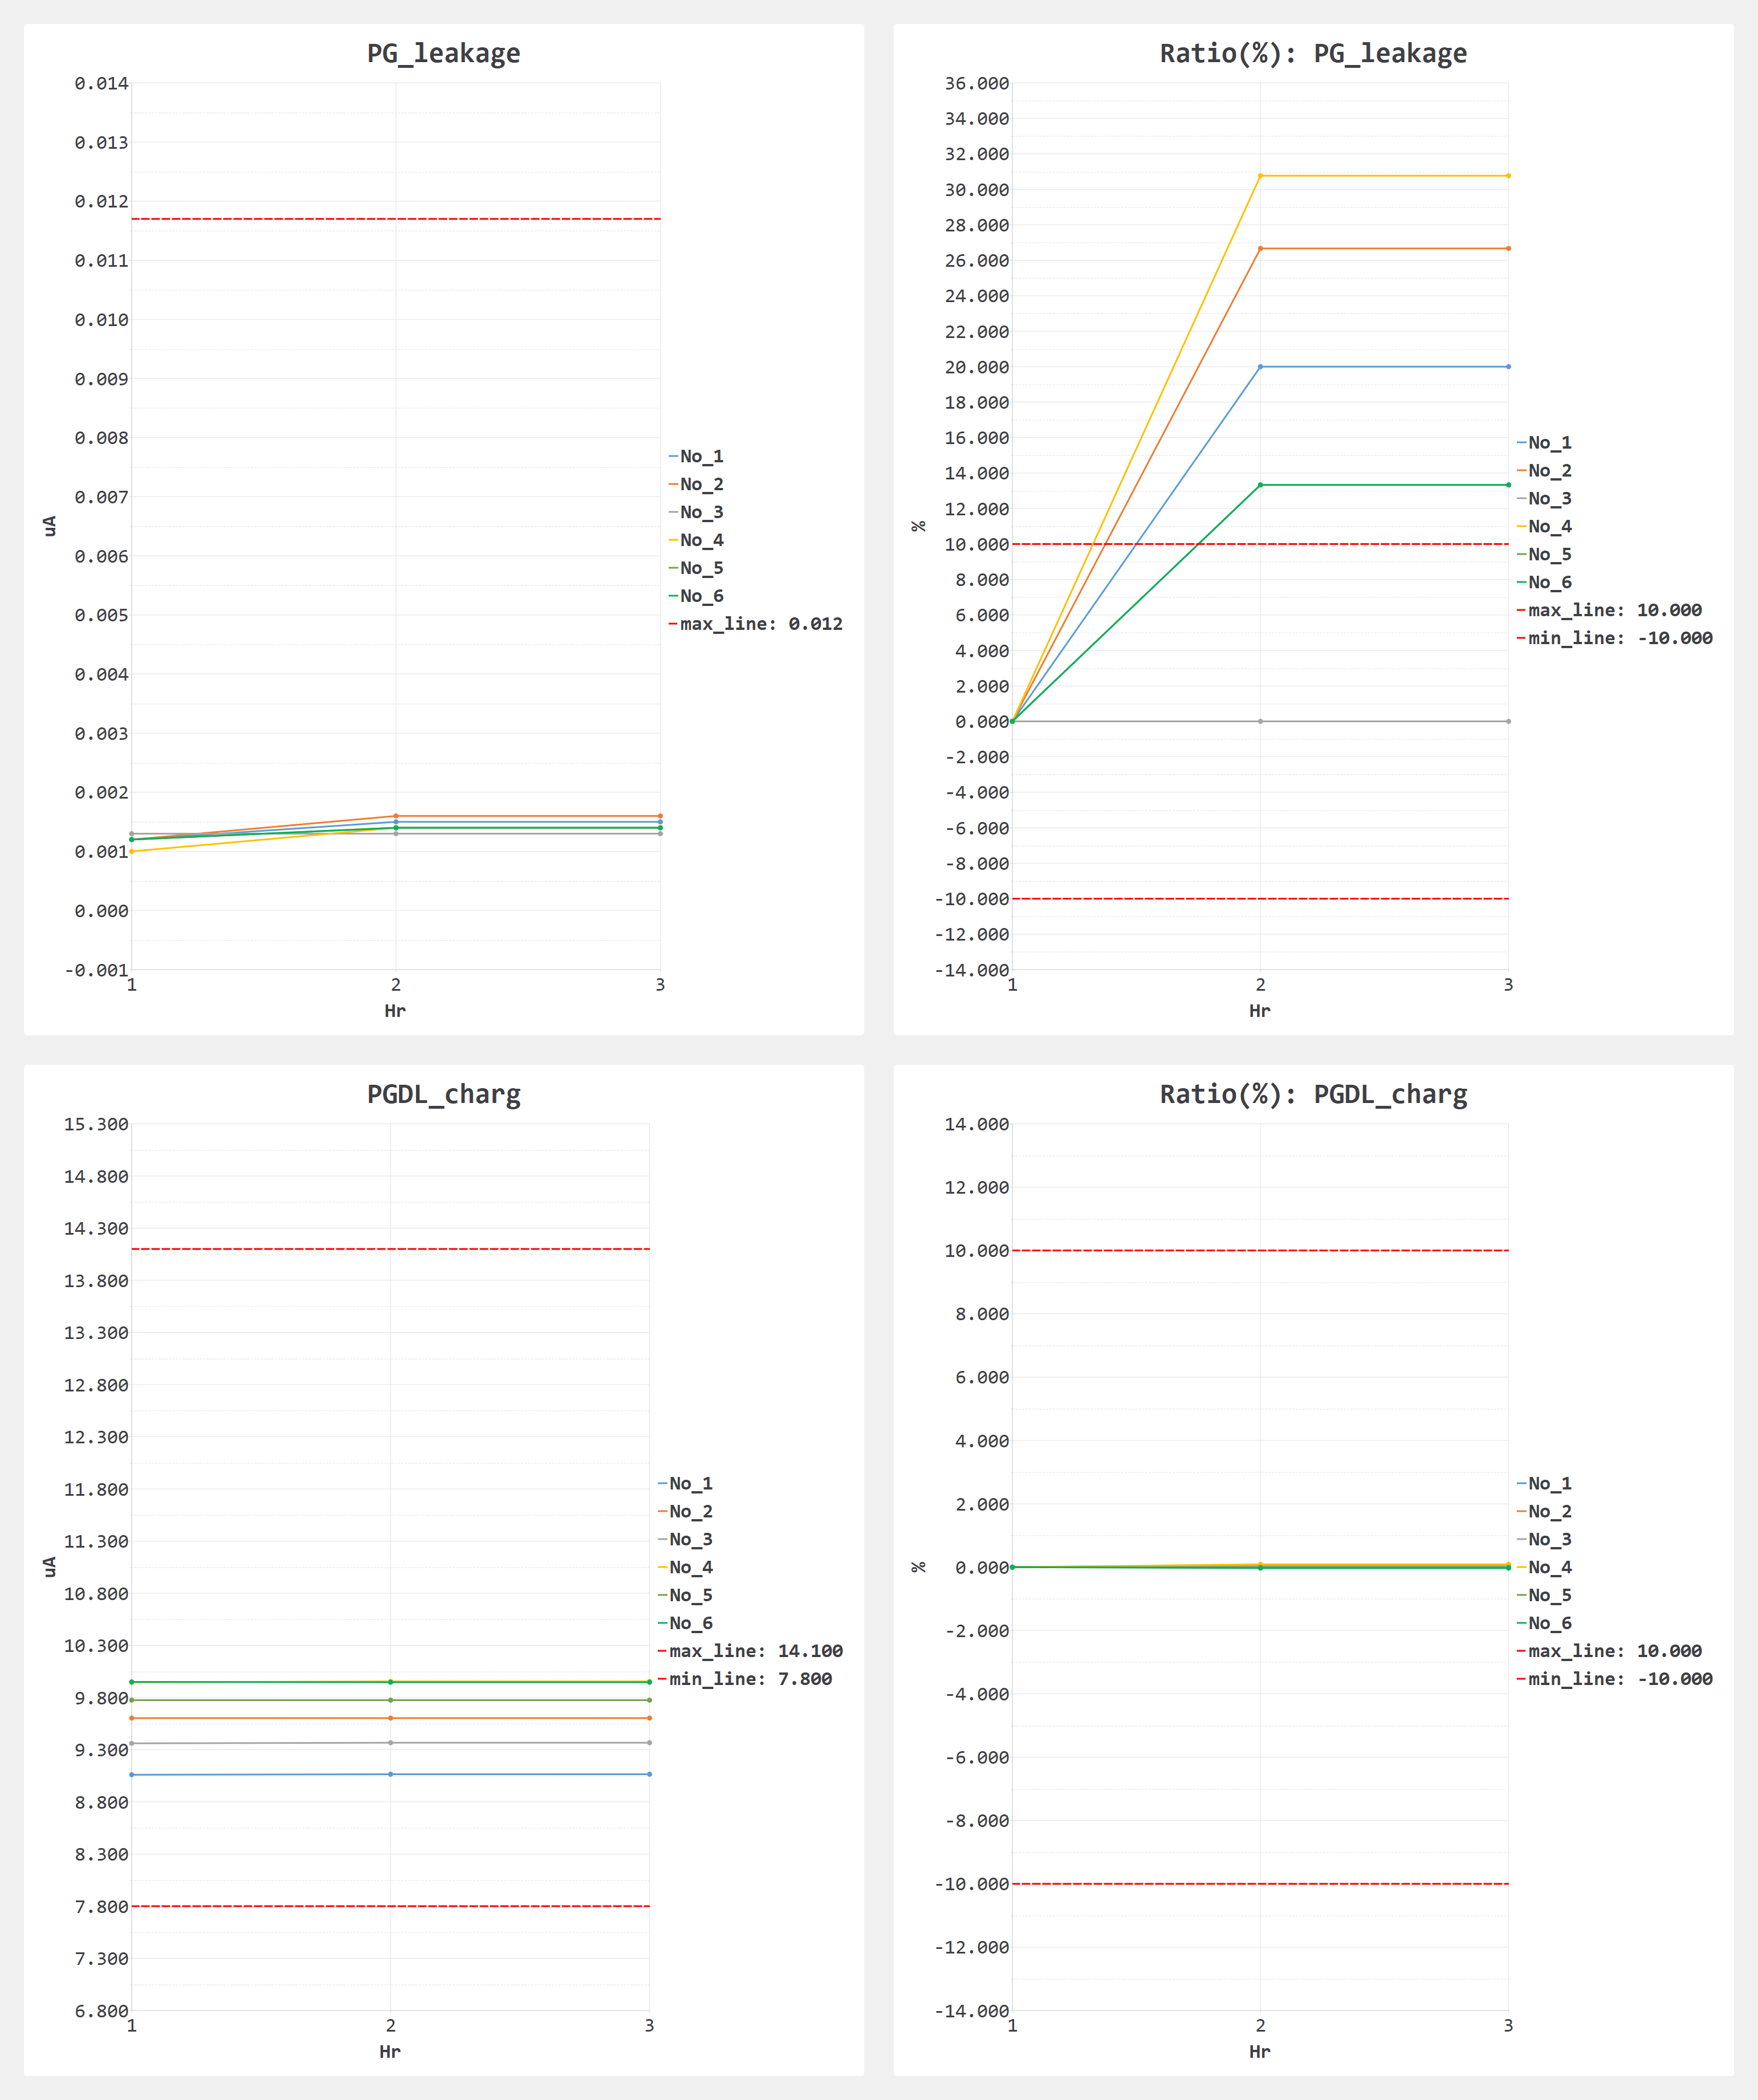 PG_leakage
0.014
0.013
0.012
0.011
0.010
0.009
0.008
0.007
0.006
0.005
0.004
0.003
0.002
0.001
0.000
-0.001
uA
1
2
3
Hr
No_1
No_2
No_3
No_4
No_5
No_6
max_line: 0.012
Ratio(%): PG_leakage
36.000
34.000
32.000
30.000
28.000
26.000
24.000
22.000
20.000
18.000
16.000
14.000
12.000
10.000
8.000
6.000
4.000
2.000
0.000
-2.000
-4.000
-6.000
-8.000
-10.000
-12.000
-14.000
%
1
2
3
Hr
No_1
No_2
No_3
No_4
No_5
No_6
max_line: 10.000
min_line: -10.000
PGDL_charg
15.300
14.800
14.300
13.800
13.300
12.800
12.300
11.800
11.300
10.800
10.300
9.800
9.300
8.800
8.300
7.800
7.300
6.800
uA
1
2
3
Hr
No_1
No_2
No_3
No_4
No_5
No_6
max_line: 14.100
min_line: 7.800
Ratio(%): PGDL_charg
14.000
12.000
10.000
8.000
6.000
4.000
2.000
0.000
-2.000
-4.000
-6.000
-8.000
-10.000
-12.000
-14.000
%
1
2
3
Hr
No_1
No_2
No_3
No_4
No_5
No_6
max_line: 10.000
min_line: -10.000